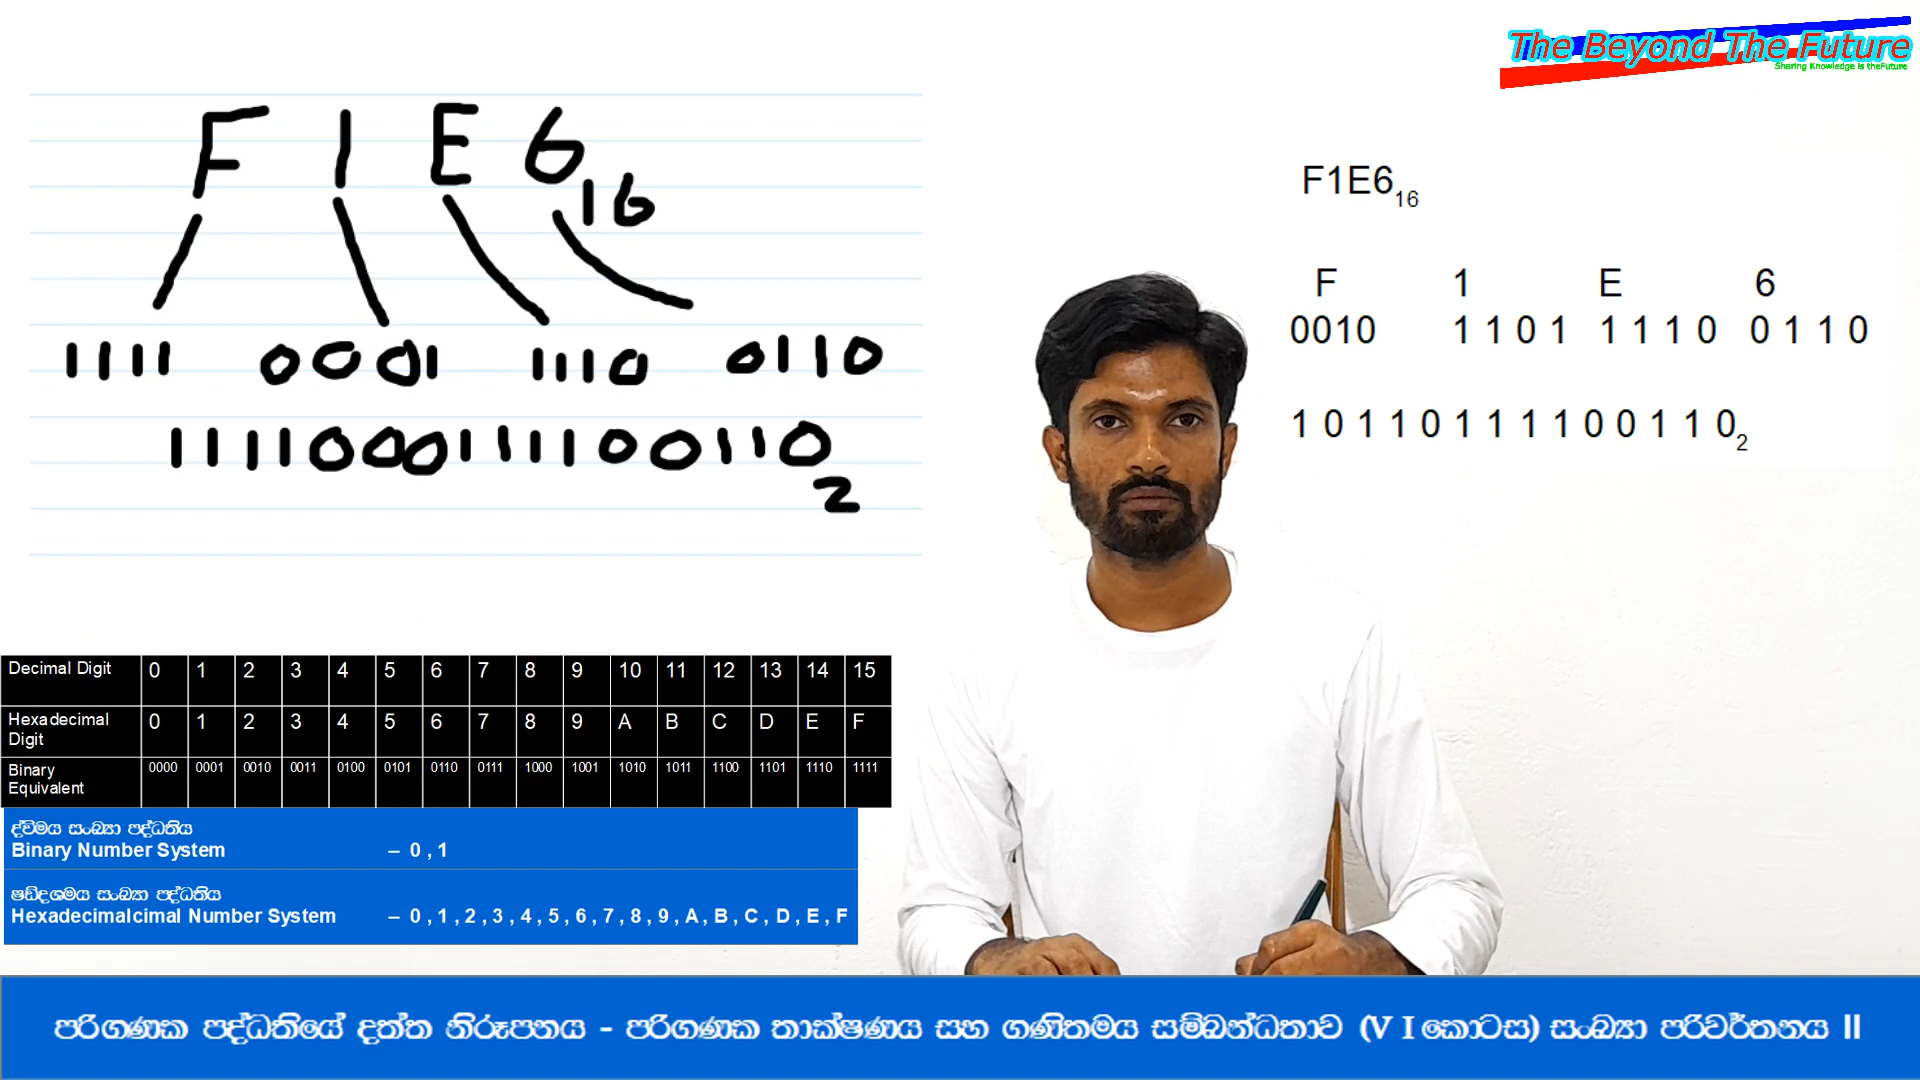 The Beyond The Future
Sharing Knowledge is theFuture
F 1 E 6 16
1111 0001 1110 0110
1111000111100110 2
F1E6 16
F 1 E 6
0010 1 1 0 1 1 1 1 0 0 1 1 0
1 0 1 1 0 1 1 1 1 0 0 1 1 0 2
Decimal Digit 0 1 2 3 4 5 6 7 8 9 10 11 12 13 14 15
Hexadecimal Digit 0 1 2 3 4 5 6 7 8 9 A B C D E F
Binary Equivalent 0000 0001 0010 0011 0100 0101 0110 0111 1000 1001 1010 1011 1100 1101 1110 1111
ද්විමය සංඛ්‍යා පද්ධතිය
Binary Number System – 0 , 1
ෂඩ්දශමය සංඛ්‍යා පද්ධතිය
Hexadecimalcimal Number System – 0 , 1 , 2 , 3 , 4 , 5 , 6 , 7 , 8 , 9 , A , B , C , D , E , F
පරිගණක පද්ධතියේ දත්ත නිරූපනය - පරිගණක තාක්ෂණය සහ ගණිතමය සම්බන්ධතාව (V I කොටස) සංඛ්‍යා පරිවර්තනය II